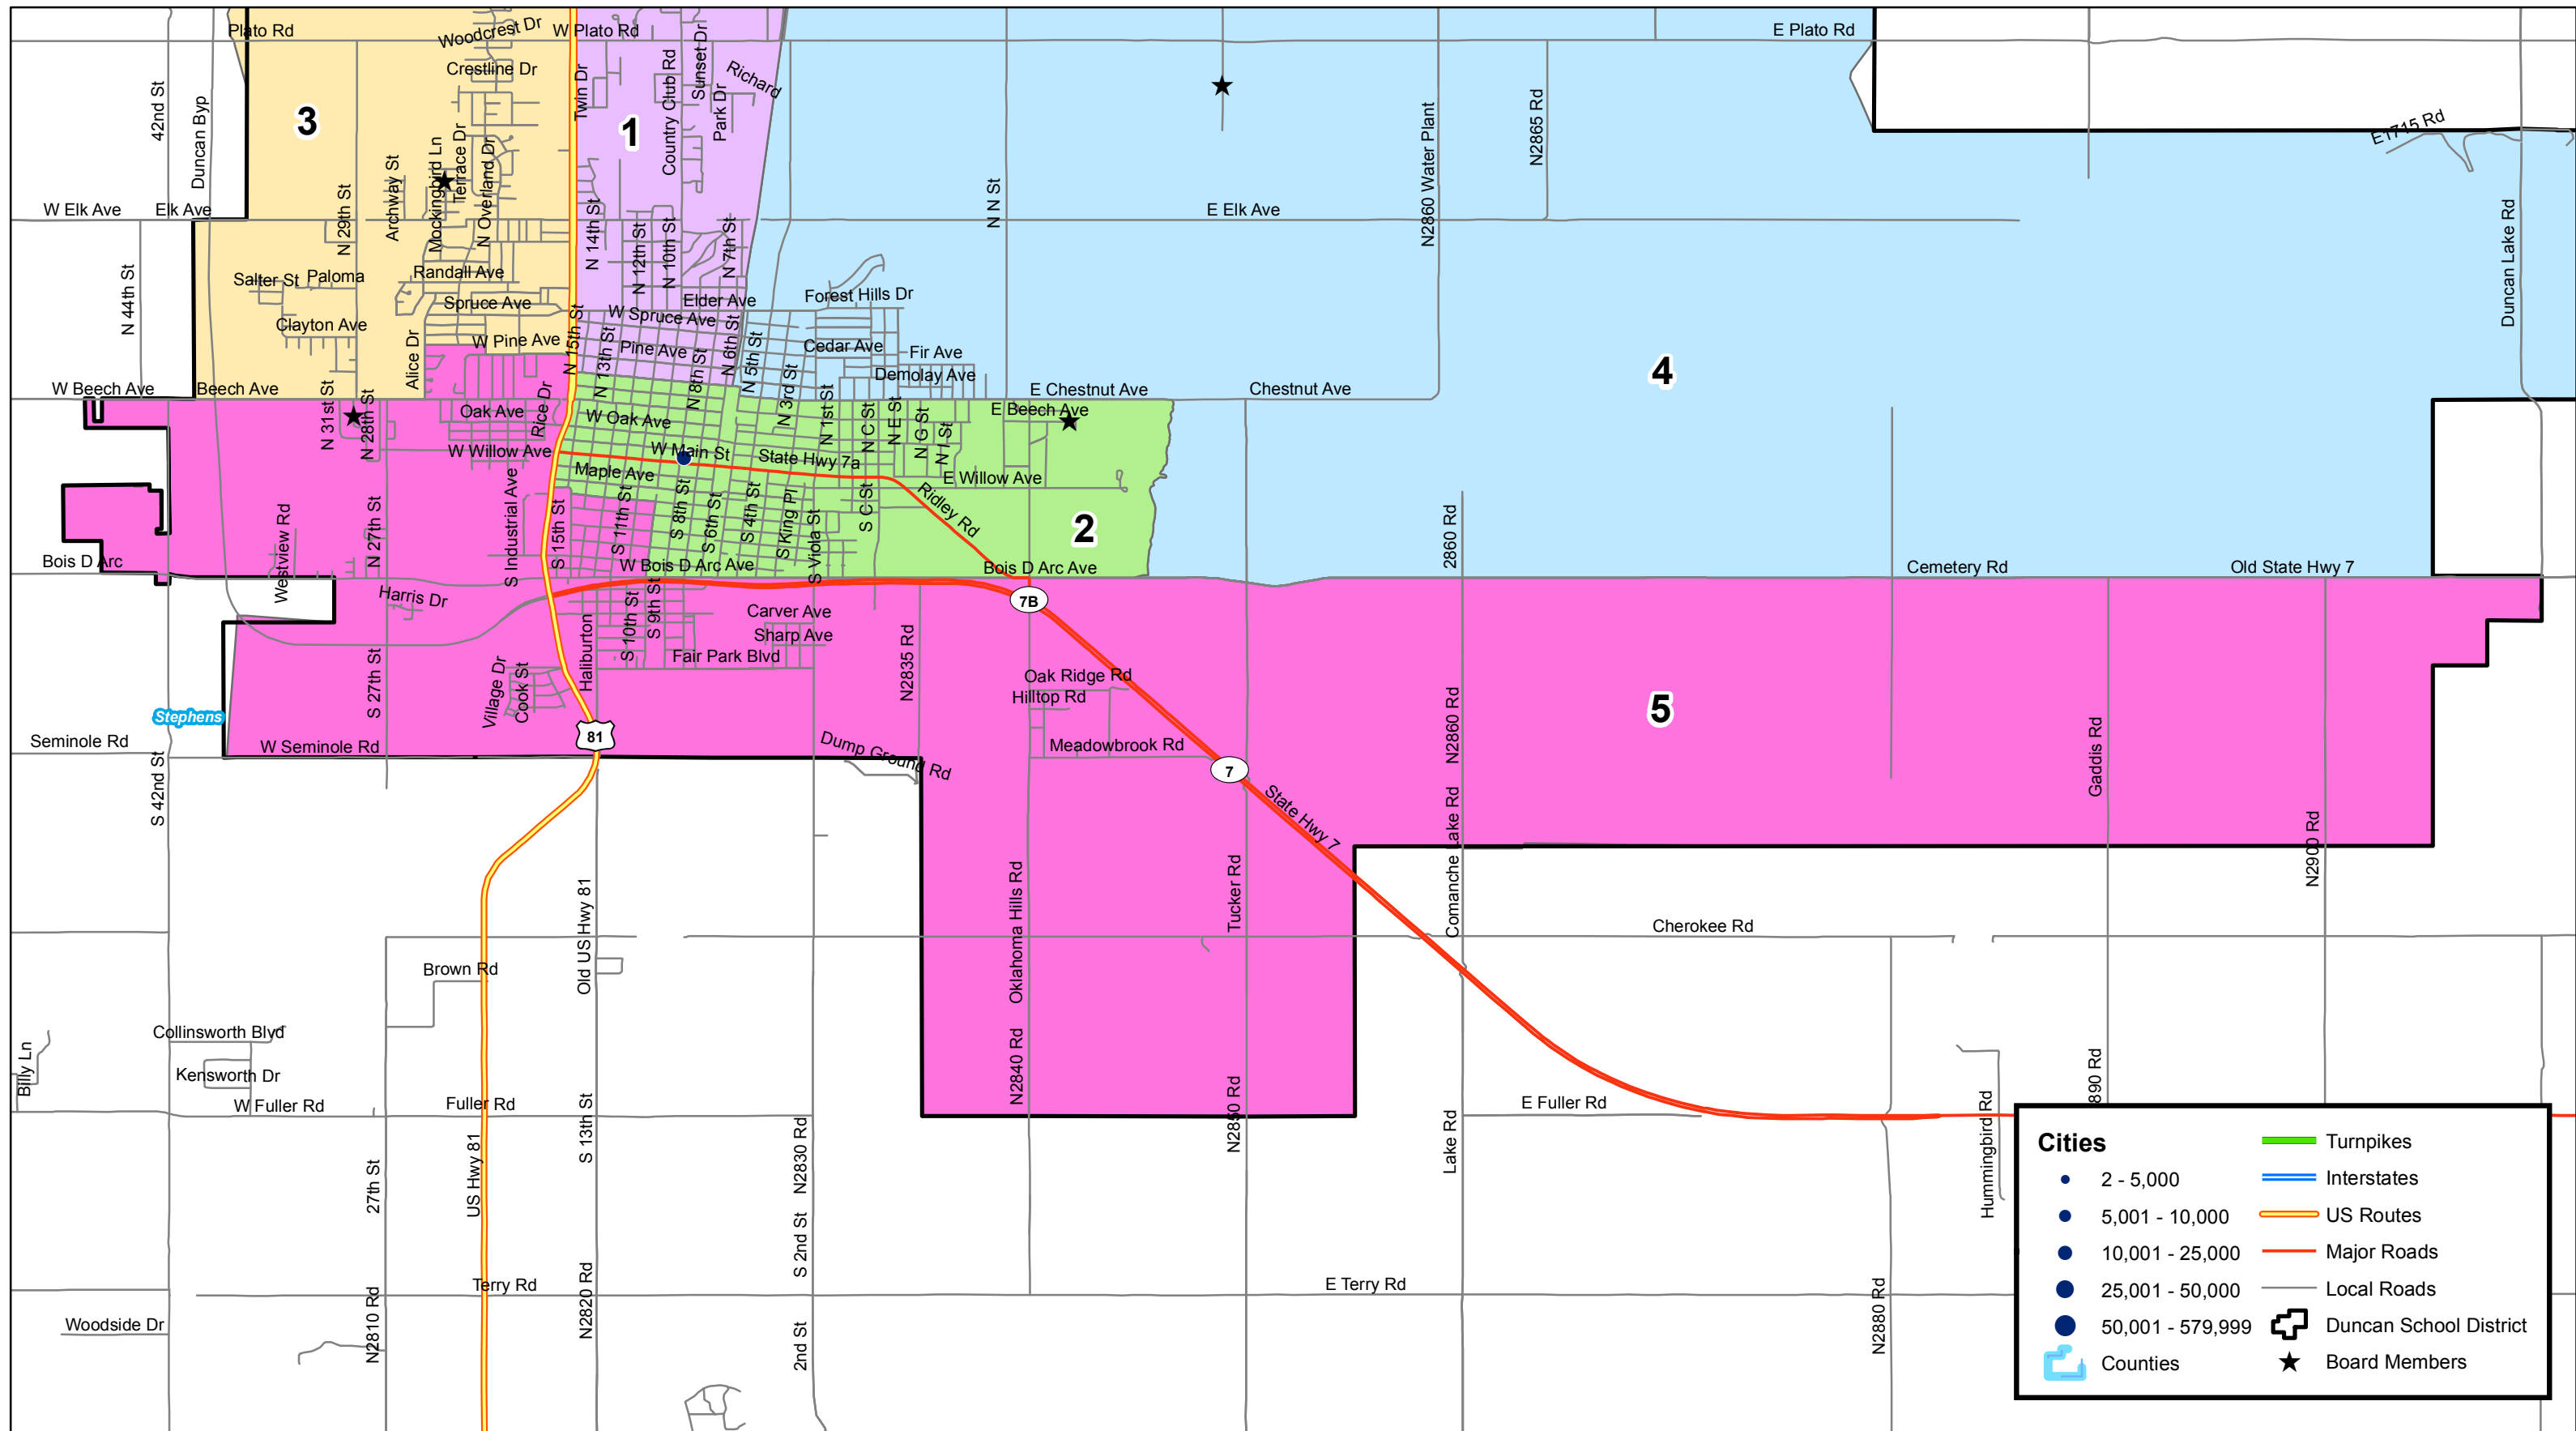 Plato Rd
Woodcrest Dr
W Plato Rd
E Plato Rd
Crestline Dr
Twin Dr
Country Club Rd
Sunset Dr
Park Dr
Richard
42nd St
Duncan Byp
3
1
N2860 Water Plant
N2865 Rd
E1715 Rd
Archway St
Mockingbird Ln
Terrace Dr
N Overland Dr
N 29th St
W Elk Ave
Elk Ave
E Elk Ave
N 14th St
N 12th St
N 10th St
N 7th St
N N St
Duncan Lake Rd
N 44th St
Salter St
Paloma
Randall Ave
Spruce Ave
Elder Ave
Forest Hills Dr
W Spruce Ave
Clayton Ave
W Pine Ave
Pine Ave
Cedar Ave
Fir Ave
Demolay Ave
Alice Dr
N 15th St
N 13th St
N 8th St
N 6th St
N 5th St
N 3rd St
N 1st St
4
W Beech Ave
Beech Ave
E Chestnut Ave
Chestnut Ave
N 31st St
N 28th St
Oak Ave
Rice Dr
W Oak Ave
N C St
N E St
N G St
N I St
E Beech Ave
W Willow Ave
W Main St
State Hwy 7a
Maple Ave
E Willow Ave
Ridley Rd
2
Westview Rd
N 27th St
S Industrial Ave
S 15th St
S 11th St
S 8th St
S 6th St
S 4th St
S King Pl
S Viola St
S C St
2860 Rd
Bois D Arc
W Bois D Arc Ave
Bois D Arc Ave
Cemetery Rd
Old State Hwy 7
Harris Dr
7B
Haliburton
S 10th St
S 9th St
Carver Ave
Sharp Ave
Fair Park Blvd
N2835 Rd
S 27th St
Village Dr
Cook St
Oak Ridge Rd
Hilltop Rd
N2860 Rd
5
Gaddis Rd
Stephens
81
Seminole Rd
W Seminole Rd
Dump Ground Rd
Meadowbrook Rd
7
State Hwy 7
S 42nd St
Comanche Lake Rd
N2900 Rd
Old US Hwy 81
Oklahoma Hills Rd
Tucker Rd
Cherokee Rd
Brown Rd
Collinsworth Blvd
Billy Ln
Kensworth Dr
W Fuller Rd
Fuller Rd
E Fuller Rd
N2840 Rd
N2850 Rd
890 Rd
US Hwy 81
S 13th St
N2830 Rd
Lake Rd
Hummingbird Rd
27th St
S 2nd St
Terry Rd
E Terry Rd
Woodside Dr
N2810 Rd
N2820 Rd
2nd St
N2880 Rd
Cities
2 - 5,000
5,001 - 10,000
10,001 - 25,000
25,001 - 50,000
50,001 - 579,999
Counties
Turnpikes
Interstates
US Routes
Major Roads
Local Roads
Duncan School District
Board Members